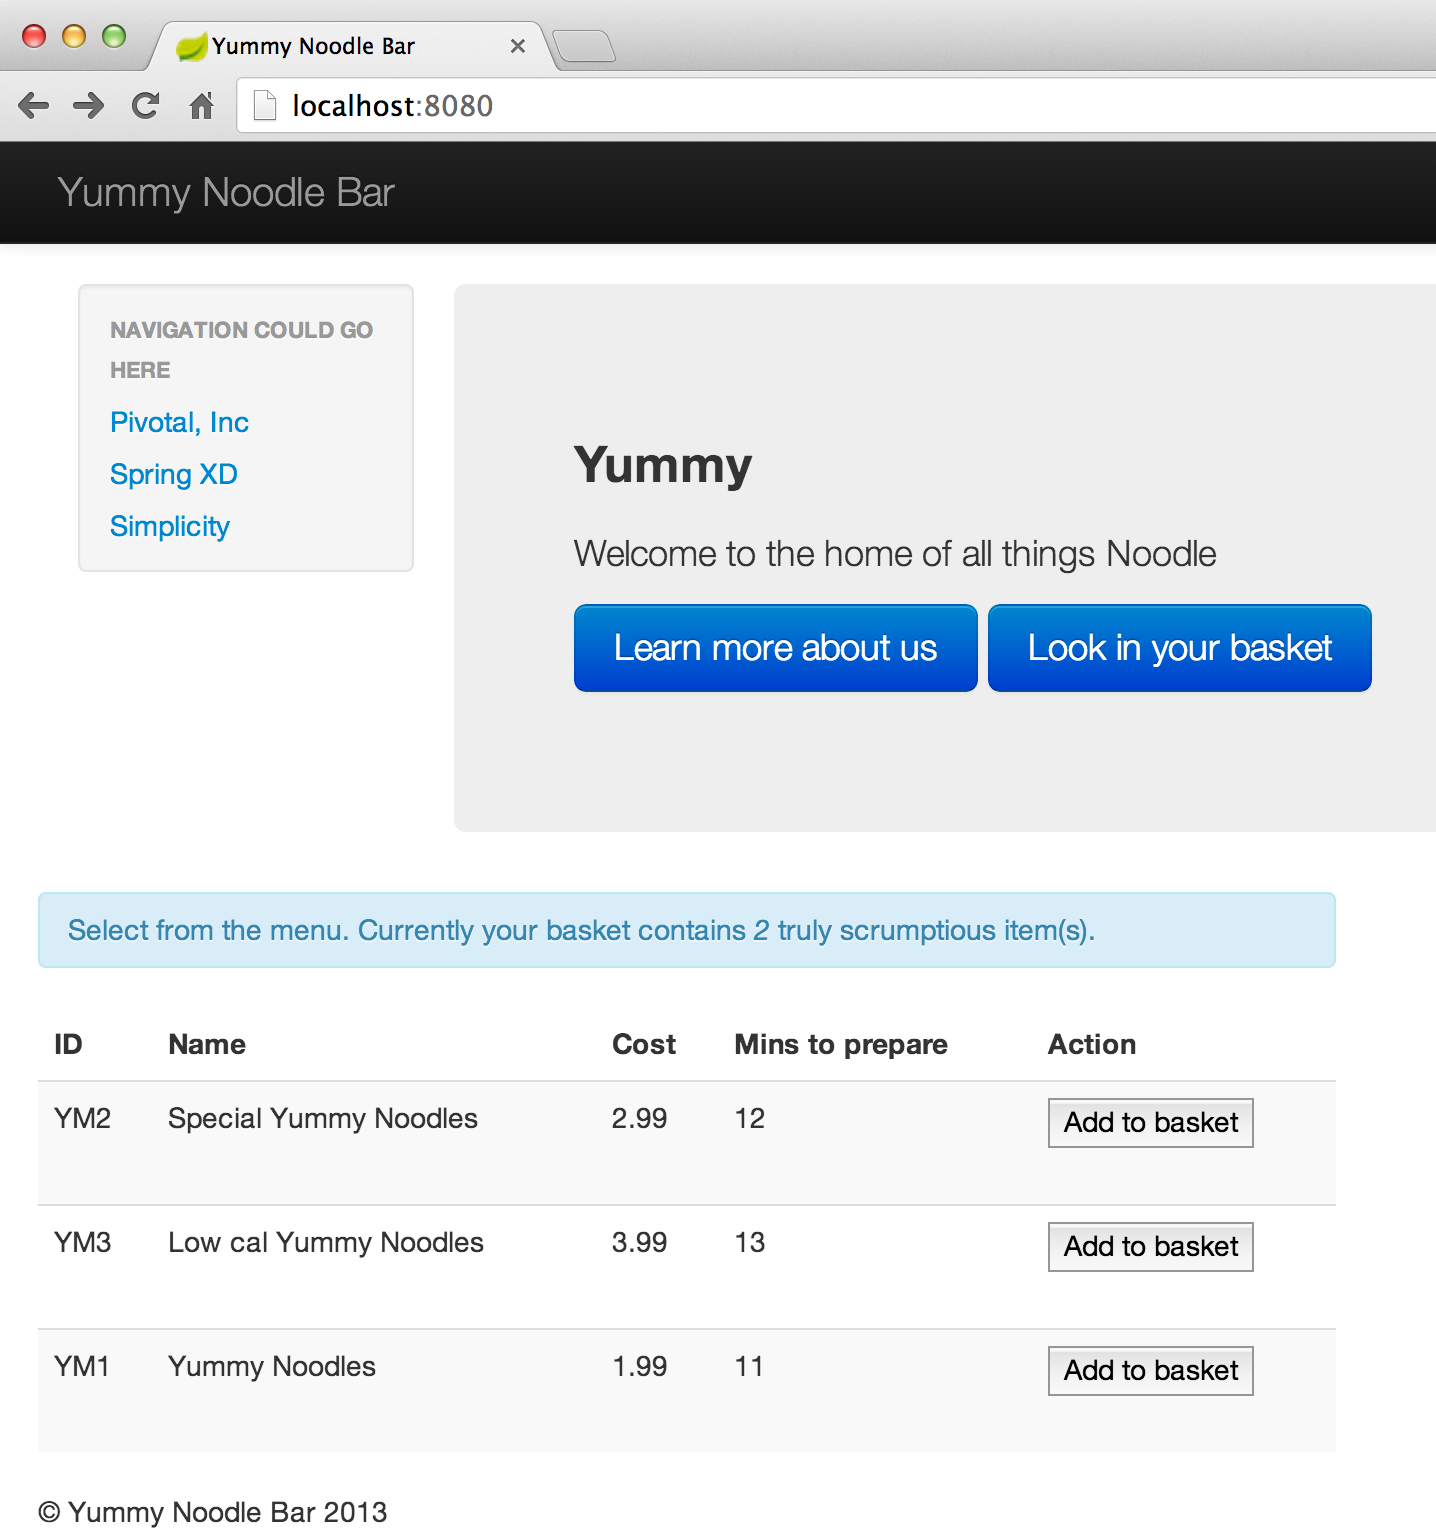 Yummy Noodle Bar
localhost:8080
Yummy Noodle Bar
NAVIGATION COULD GO
HERE
Pivotal, Inc
Spring XD
Simplicity
Yummy
Welcome to the home of all things Noodle
Learn more about us Look in your basket
Select from the menu. Currently your basket contains 2 truly scrumptious item(s).
ID Name Cost Mins to prepare Action
YM2 Special Yummy Noodles 2.99 12 Add to basket
YM3 Low cal Yummy Noodles 3.99 13 Add to basket
YM1 Yummy Noodles 1.99 11 Add to basket
© Yummy Noodle Bar 2013